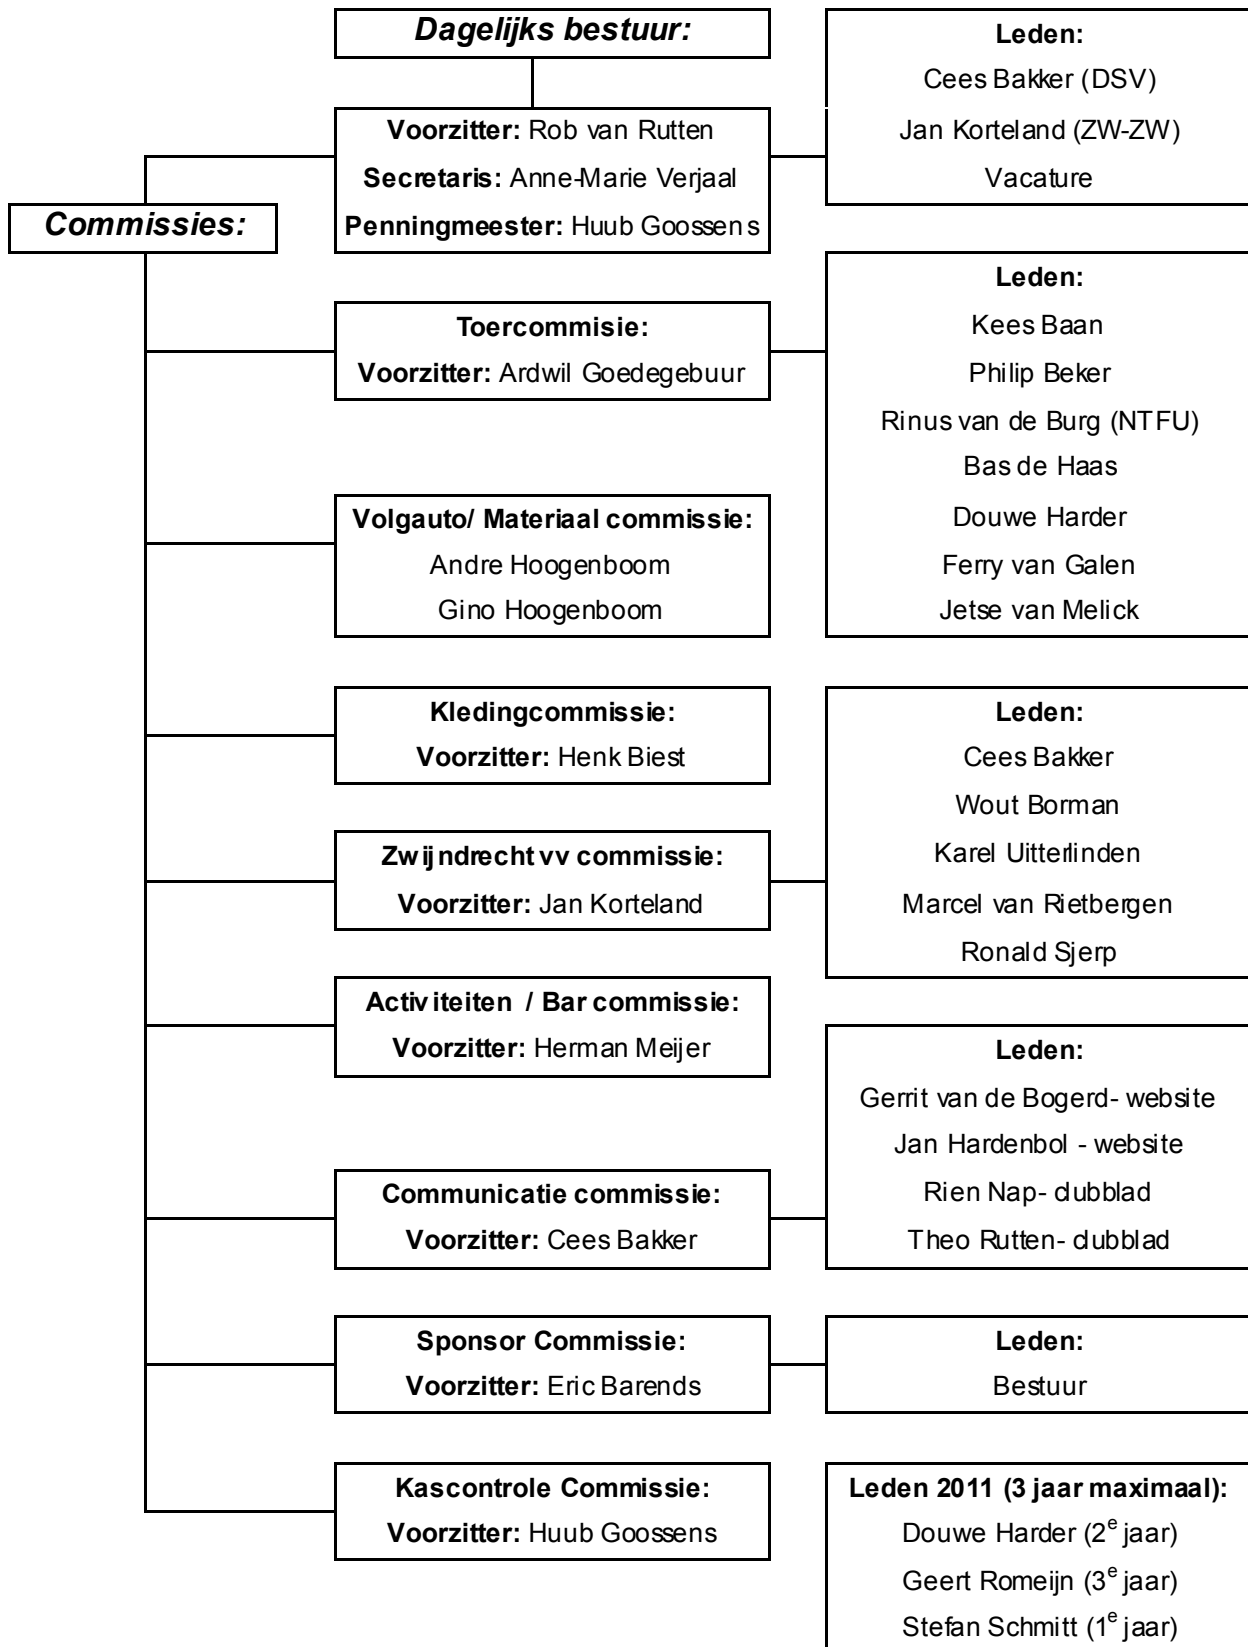 Dagelijks bestuur:
Voorzitter: Rob van Rutten
Secretaris: Anne-Marie Verjaal
Penningmeester: Huub Goossens
Leden:
Cees Bakker (DSV)
Jan Korteland (ZW-ZW)
Vacature
Commissies:
Toercommisie:
Voorzitter: Ardwil Goedegebuur
Leden:
Kees Baan
Philip Beker
Rinus van de Burg (NTFU)
Bas de Haas
Douwe Harder
Ferry van Galen
Jetse van Melick
Volgauto/ Materiaal commissie:
Andre Hoogenboom
Gino Hoogenboom
Kledingcommissie:
Voorzitter: Henk Biest
Zwijndrecht vv commissie:
Voorzitter: Jan Korteland
Leden:
Cees Bakker
Wout Borman
Karel Uitterlinden
Marcel van Rietbergen
Ronald Sjerp
Activiteiten / Bar commissie:
Voorzitter: Herman Meijer
Communicatie commissie:
Voorzitter: Cees Bakker
Leden:
Gerrit van de Bogerd- website
Jan Hardenbol - website
Rien Nap- clubblad
Theo Rutten- clubblad
Sponsor Commissie:
Voorzitter: Eric Barends
Leden:
Bestuur
Kascontrole Commissie:
Voorzitter: Huub Goossens
Leden 2011 (3 jaar maximaal):
Douwe Harder (2e jaar)
Geert Romeijn (3e jaar)
Stefan Schmitt (1e jaar)